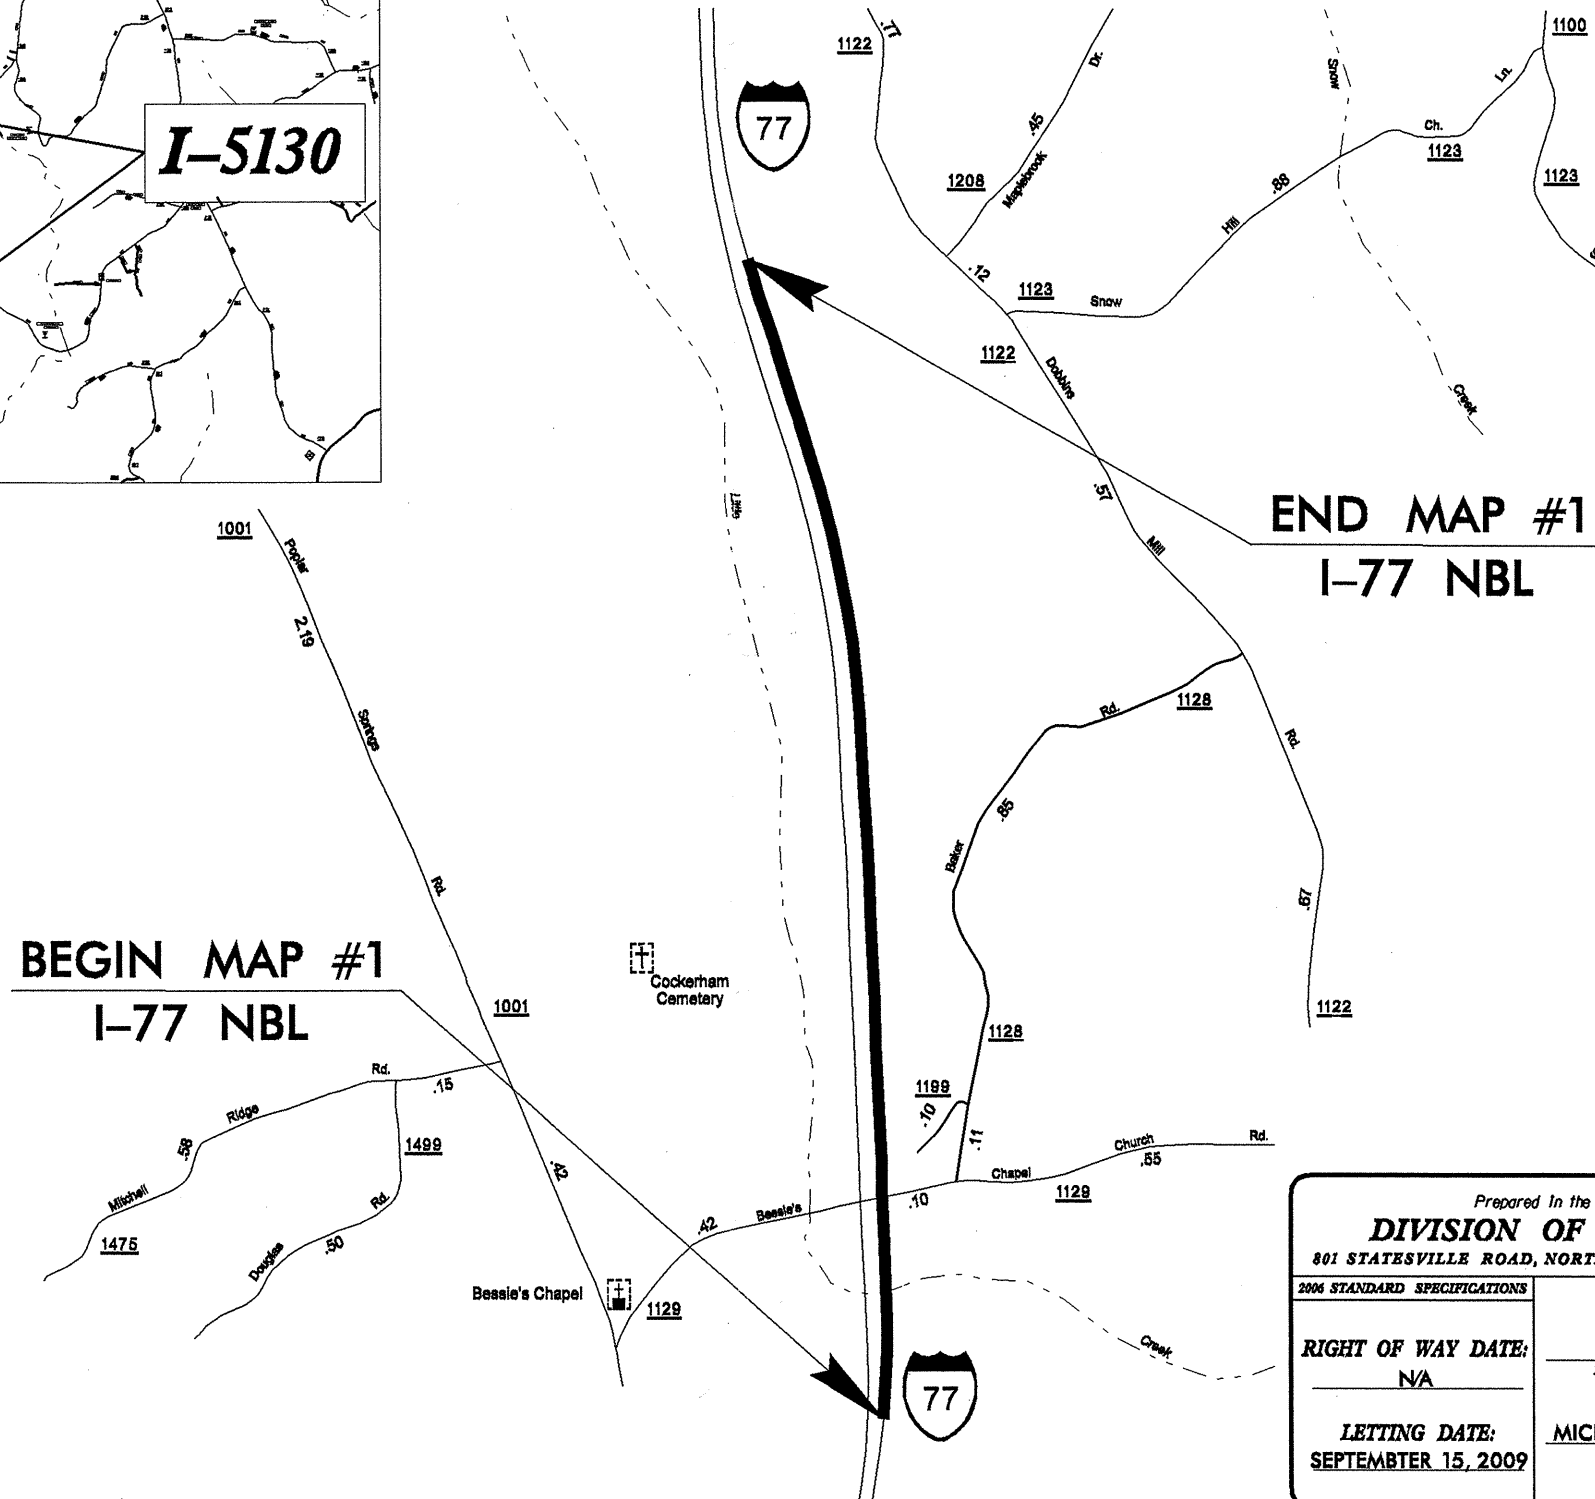 I–5130
77
1122
.77
Dr.
.45
1208
Maplebrook
Snow
1100
Ln.
Ch.
1123
1123
.88
Hill
.12
1123
Snow
1122
Dobbins
Creek
.57
Mill
END MAP #1
I–77 NBL
Little
1001
Poplar
2.19
Springs
Rd.
1128
Rd.
Rd.
.85
Baker
.67
Rd.
BEGIN MAP #1
I–77 NBL
Cockerham
Cemetery
1001
1122
1128
Rd.
.15
1199
.10
Ridge
.58
1499
.11
Church
Rd.
.55
.42
Chapel
1129
Mitchell
Rd.
.10
Bessie's
.42
1475
Douglas
.50
Bessie's Chapel
1129
Creek
77
Prepared In the
DIVISION OF
801 STATESVILLE ROAD, NORT
2006 STANDARD SPECIFICATIONS
RIGHT OF WAY DATE:
N/A
LETTING DATE:
SEPTEMBTER 15, 2009
MIC